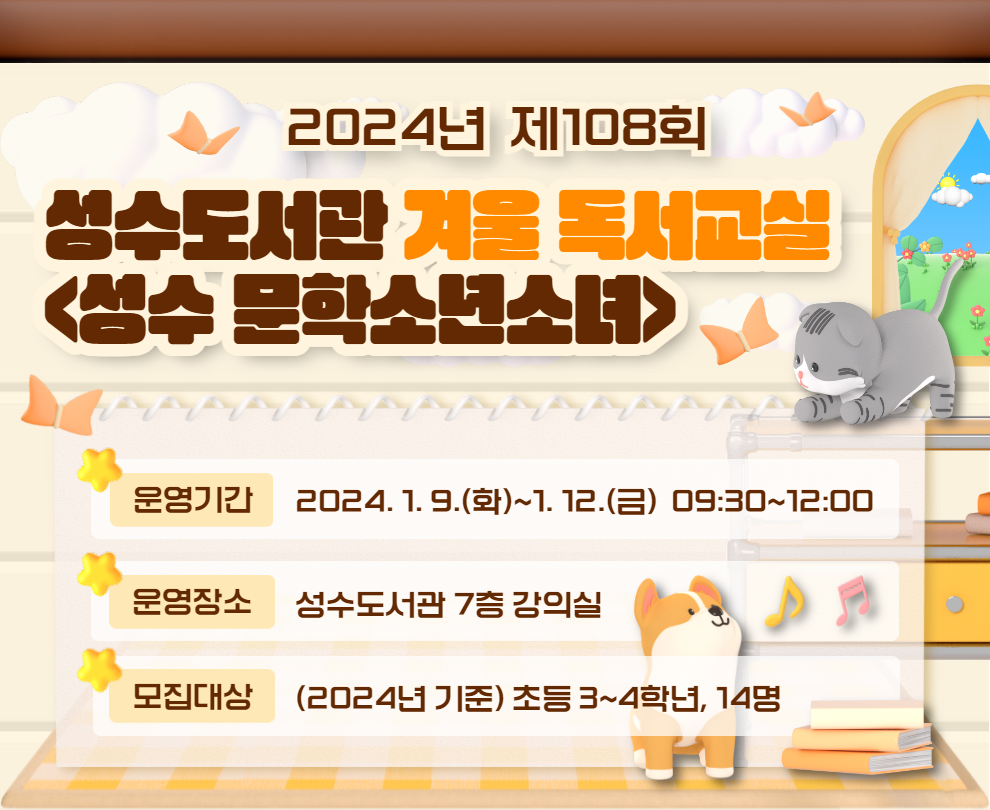 2024년 제108회
성수도서관 겨울 독서교실
<성수 문학소년소녀>
운영기간 2024. 1. 9.(화)~1. 12.(금) 09:30~12:00
운영장소 성수도서관 7층 강의실
모집대상 (2024년 기준) 초등 3~4학년, 14명